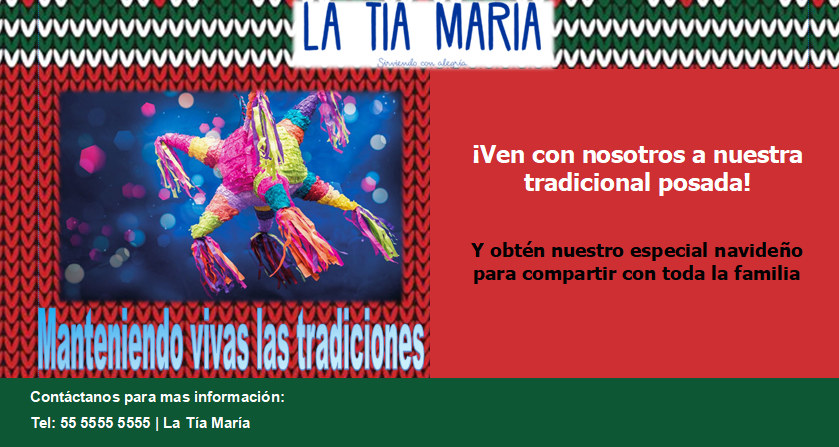 LA TIA MARIA
Sirviendo con alegría
¡Ven con nosotros a nuestra
tradicional posada!
Y obtén nuestro especial navideño
para compartir con toda la familia
Manteniendo vivas las tradiciones
Contáctanos para mas información:
Tel: 55 5555 5555 | La Tía María